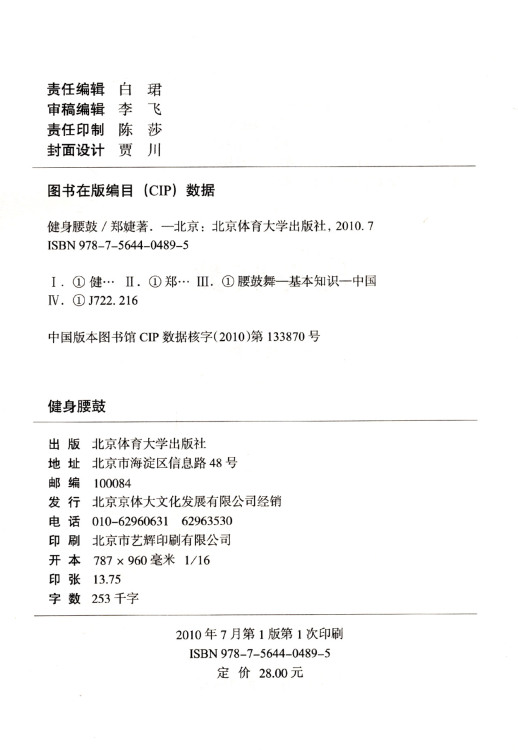 责任编辑 白 珺
审稿编辑 李 飞
责任印制 陈 莎
封面设计 贾 川
图书在版编目(CIP)数据
健身腰鼓/郑婕著. —北京: 北京体育大学出版社, 2010.7
ISBN 978-7-5644-0489-5
Ⅰ. ①健… Ⅱ. ①郑… Ⅲ. ①腰鼓舞—基本知识—中国
Ⅳ. ①J722.216
中国版本图书馆 CIP 数据核字(2010)第 133870 号
健身腰鼓
出 版 北京体育大学出版社
地 址 北京市海淀区信息路 48 号
邮 编 100084
发 行 北京京体大文化发展有限公司经销
电 话 010-62960631 62963530
印 刷 北京市艺辉印刷有限公司
开 本 787 × 960 毫米 1/16
印 张 13.75
字 数 253 千字
2010 年 7 月第 1 版第 1 次印刷
ISBN 978-7-5644-0489-5
定 价 28.00 元